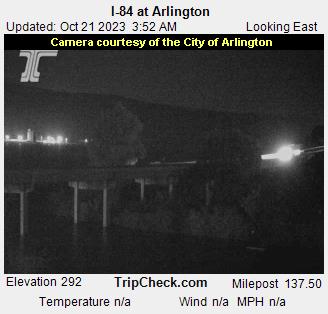 I-84 at Arlington
Updated: Oct 21 2023 3:52 AM Looking East
Camera courtesy of the City of Arlington
Elevation 292 TripCheck.com Milepost 137.50
Temperature n/a Wind n/a MPH n/a